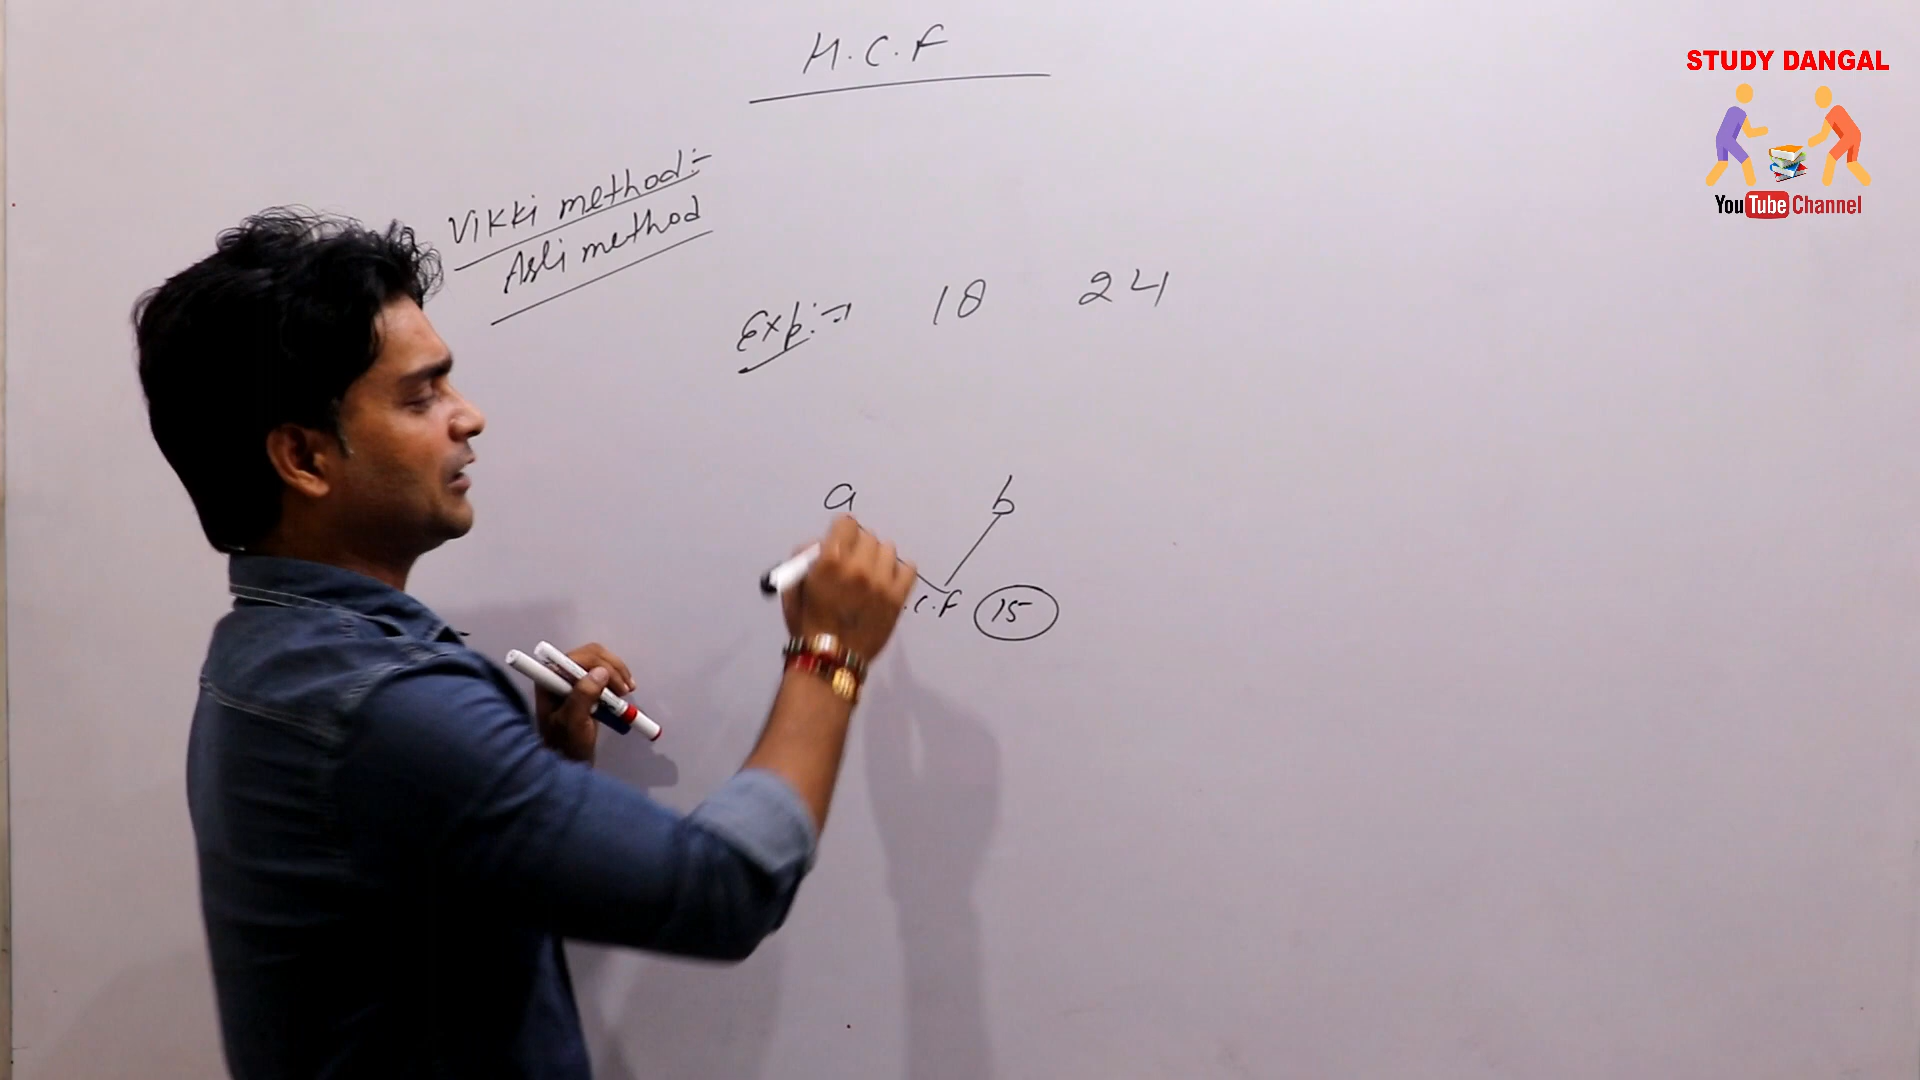 H.C.F
STUDY DANGAL
YouTube Channel
Vikki method:-
Asli method
Exp:-
18 24
a b
.C.F 15